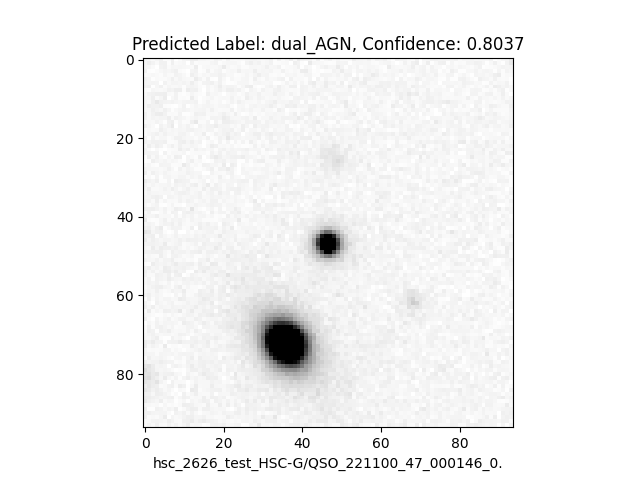 Predicted Label: dual_AGN, Confidence: 0.8037
0
20
40
60
80
0 20 40 60 80
hsc_2626_test_HSC-G/QSO_221100_47_000146_0.